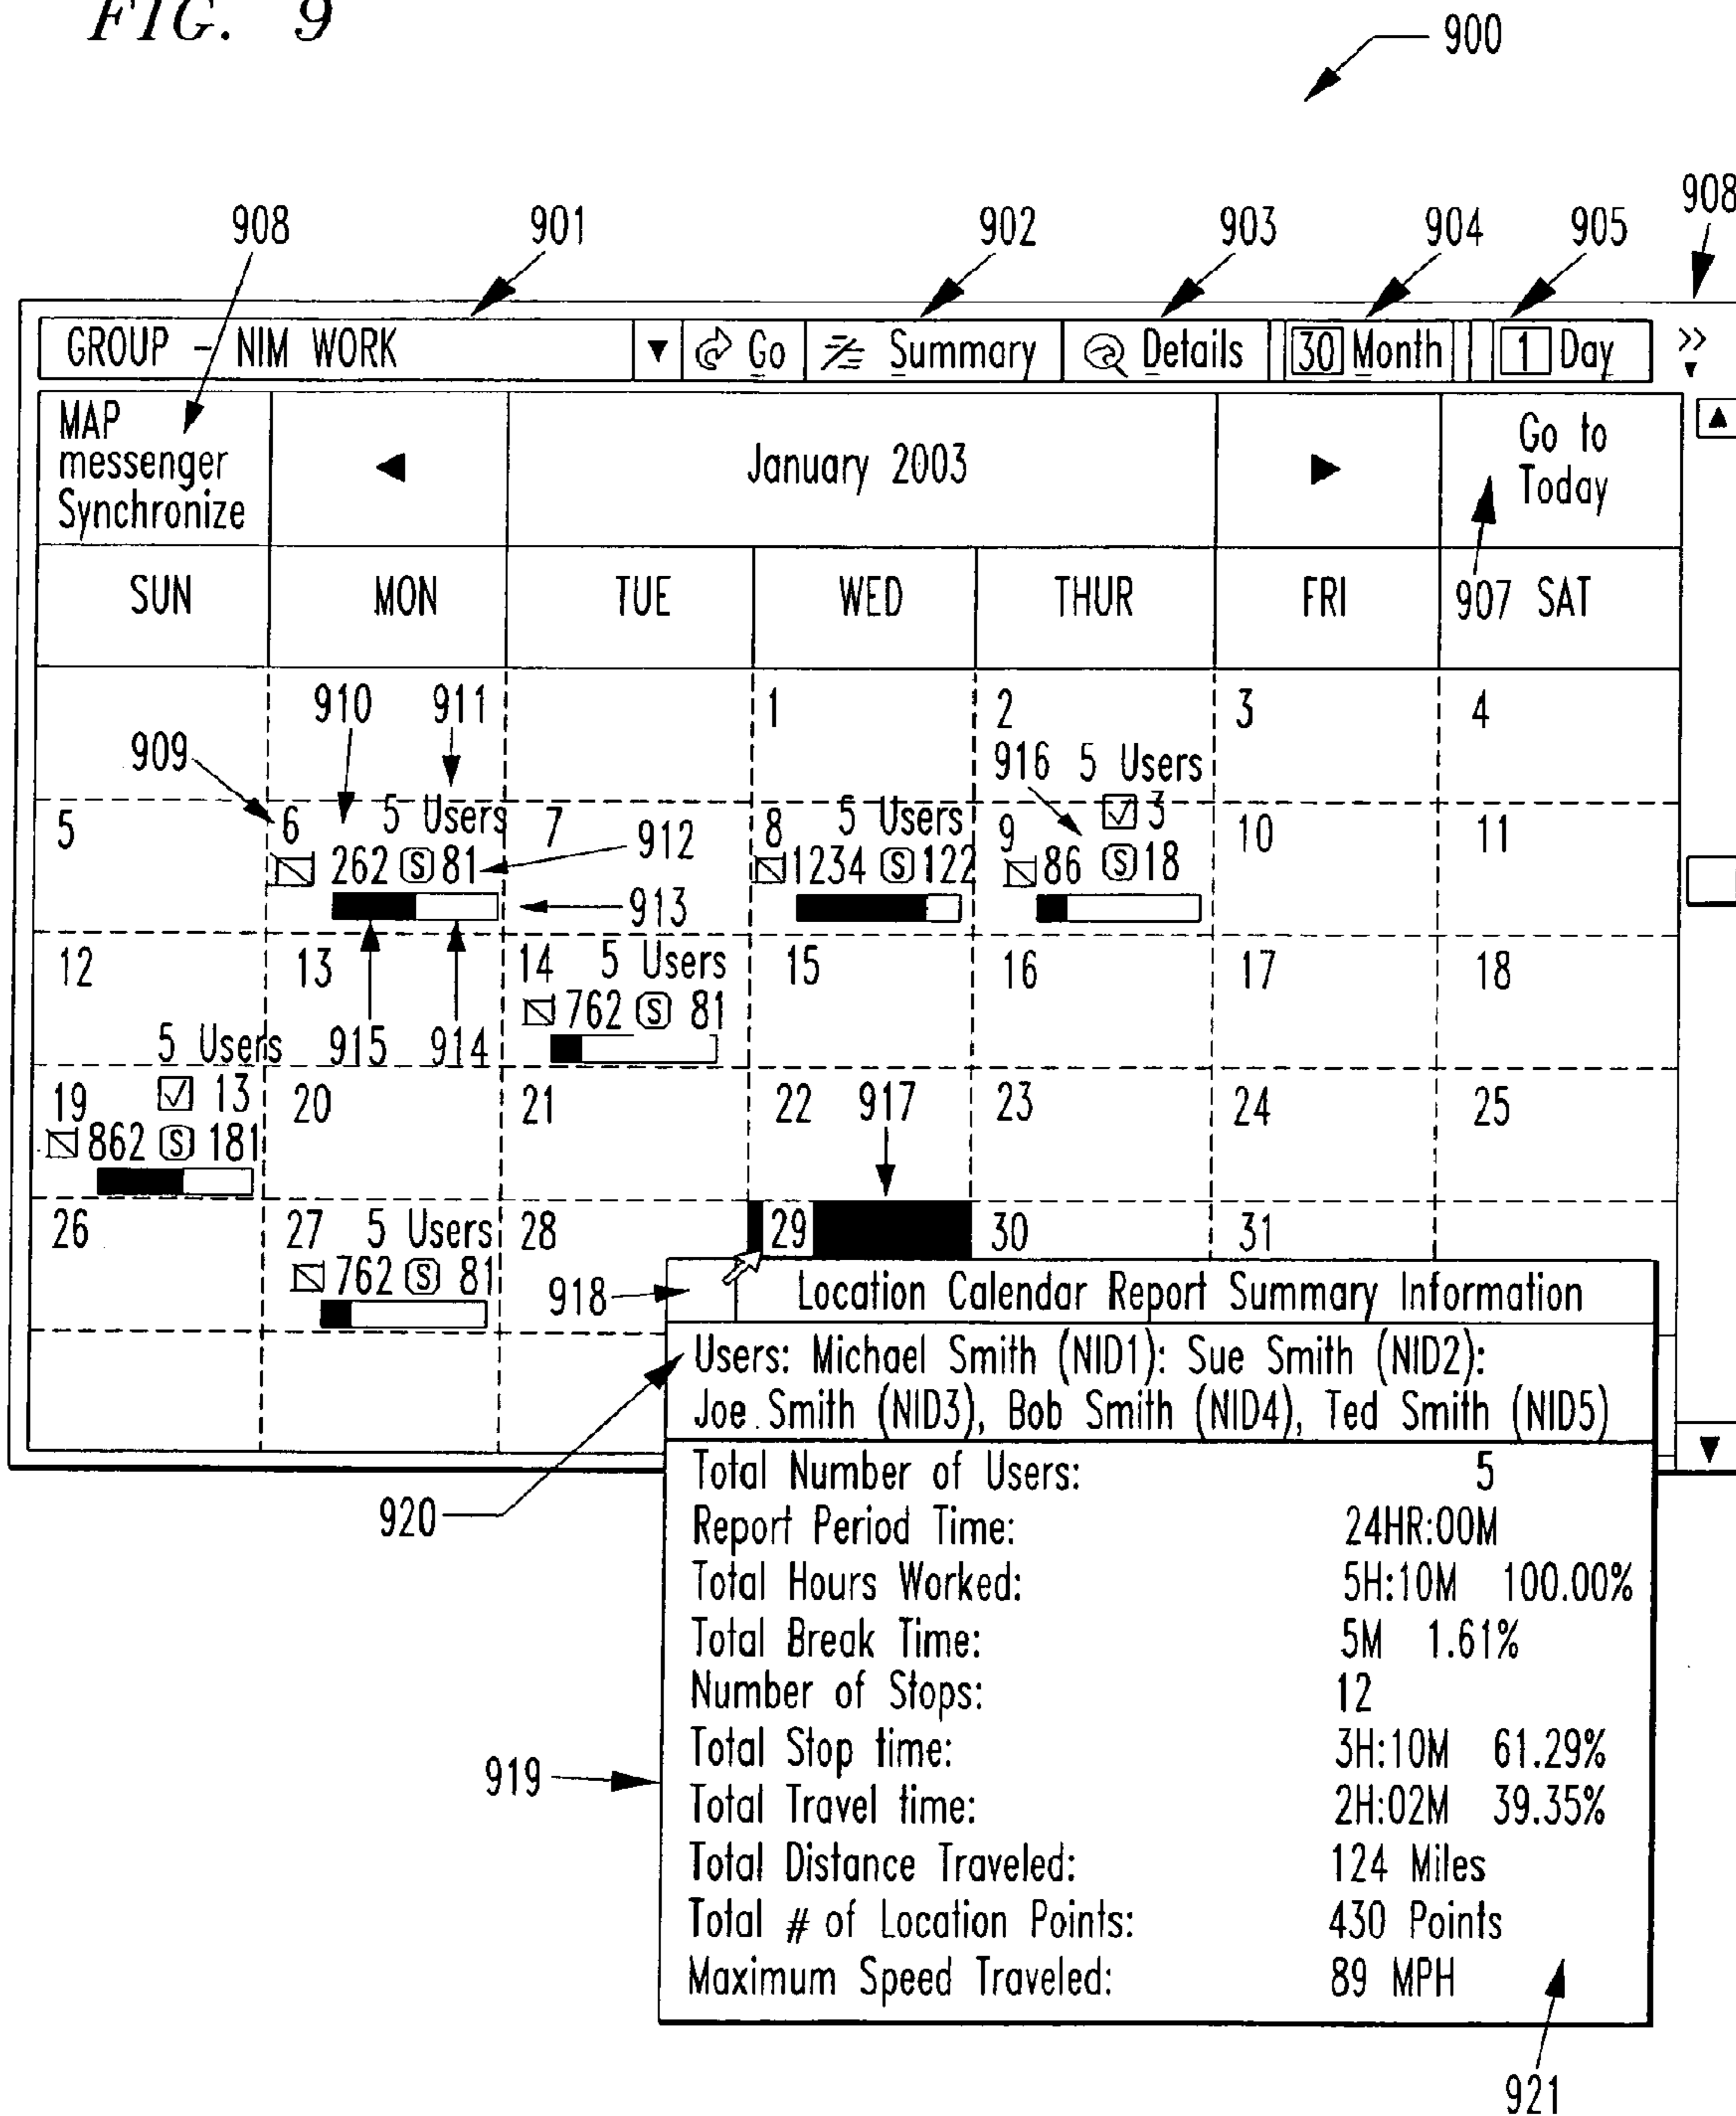 FIG. 9
900
908 901 902 903 904 905 908
GROUP - NIM WORK ▼ Go Summary Details 30 Month 1 Day >>
MAP
messenger
Synchronize
◄ January 2003 ►
Go to
Today
907
SUN MON TUE WED THUR FRI SAT
1 2 3 4
910 911
909
916 5 Users
☑ 3
5 6 5 Users 7 8 5 Users 9 10 11
262 Ⓢ 81 912 1234 Ⓢ 122 86 Ⓢ 18
913
12 13 14 5 Users 15 16 17 18
762 Ⓢ 81
5 Users 915 914
19 ☑ 13 20 21 22 917 23 24 25
862 Ⓢ 181
26 27 5 Users 28 29 30 31
762 Ⓢ 81
918 Location Calendar Report Summary Information
Users: Michael Smith (NID1): Sue Smith (NID2):
Joe Smith (NID3), Bob Smith (NID4), Ted Smith (NID5)
920
Total Number of Users: 5
Report Period Time: 24HR:00M
Total Hours Worked: 5H:10M 100.00%
Total Break Time: 5M 1.61%
Number of Stops: 12
Total Stop time: 3H:10M 61.29%
919
Total Travel time: 2H:02M 39.35%
Total Distance Traveled: 124 Miles
Total # of Location Points: 430 Points
Maximum Speed Traveled: 89 MPH
921